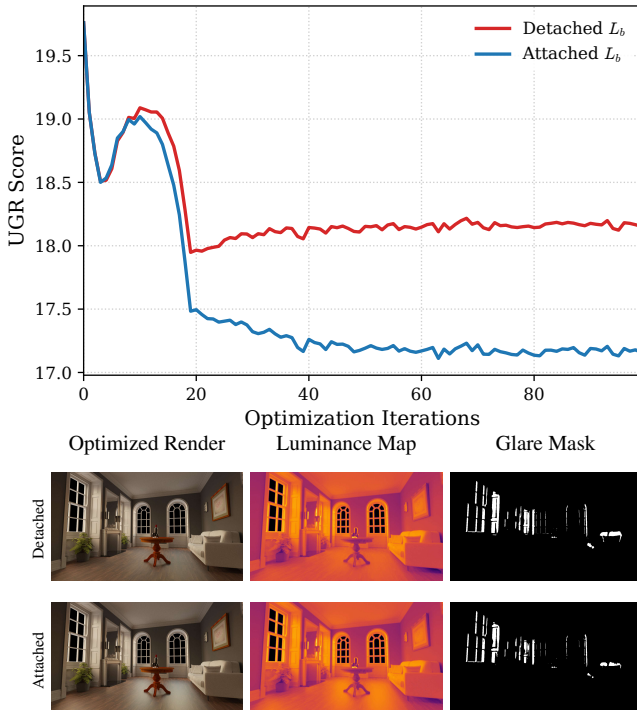 19.5
19.0
18.5
18.0
17.5
17.0
UGR Score
Detached L_b
Attached L_b
0 20 40 60 80
Optimization Iterations
Optimized Render Luminance Map Glare Mask
Detached
Attached